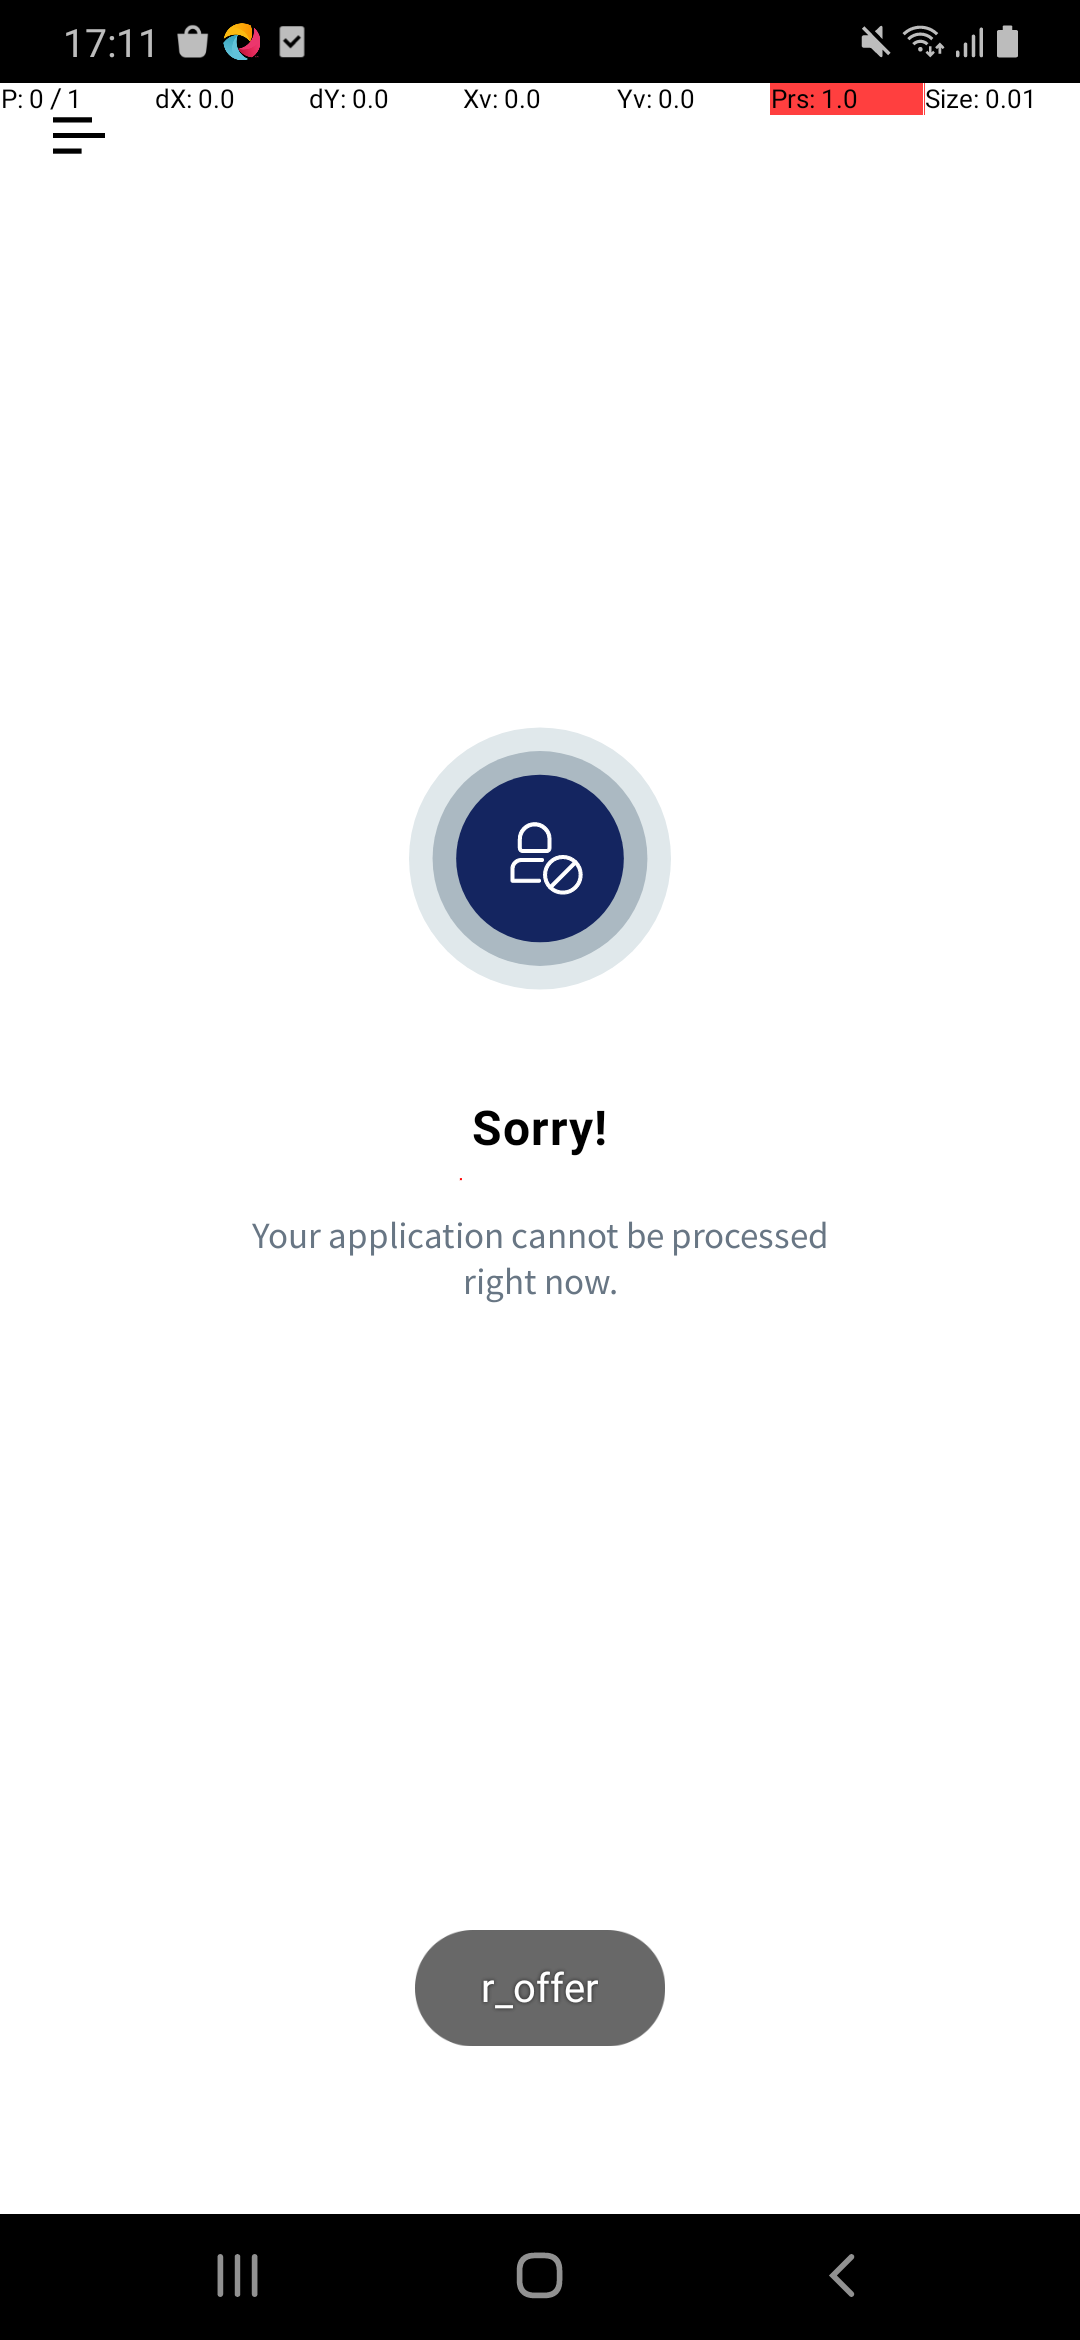 17:11
P: 0 / 1 dX: 0.0 dY: 0.0 Xv: 0.0 Yv: 0.0 Prs: 1.0 Size: 0.01
Sorry!
Your application cannot be processed
right now.
r_offer